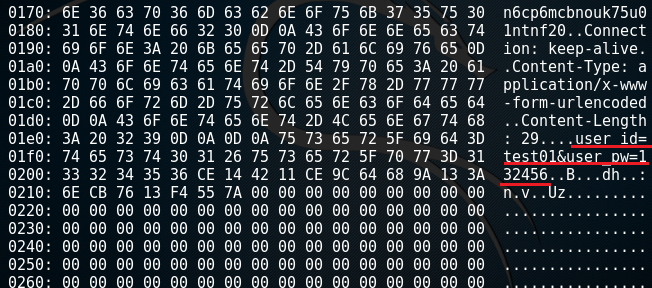 0170: 6E 36 63 70 36 6D 63 62 6E 6F 75 6B 37 35 75 30 n6cp6mcbnouk75u0
0180: 31 6E 74 6E 66 32 30 0D 0A 43 6F 6E 6E 65 63 74 1ntnf20..Connect
0190: 69 6F 6E 3A 20 6B 65 65 70 2D 61 6C 69 76 65 0D ion: keep-alive.
01a0: 0A 43 6F 6E 74 65 6E 74 2D 54 79 70 65 3A 20 61 .Content-Type: a
01b0: 70 70 6C 69 63 61 74 69 6F 6E 2F 78 2D 77 77 77 pplication/x-www
01c0: 2D 66 6F 72 6D 2D 75 72 6C 65 6E 63 6F 64 65 64 -form-urlencoded
01d0: 0D 0A 43 6F 6E 74 65 6E 74 2D 4C 65 6E 67 74 68 ..Content-Length
01e0: 3A 20 32 39 0D 0A 0D 0A 75 73 65 72 5F 69 64 3D : 29....user_id=
01f0: 74 65 73 74 30 31 26 75 73 65 72 5F 70 77 3D 31 test01&user_pw=1
0200: 33 32 34 35 36 CE 14 42 11 CE 9C 64 68 9A 13 3A 32456..B...dh..:
0210: 6E CB 76 13 F4 55 7A 00 00 00 00 00 00 00 00 00 n.v..Uz.........
0220: 00 00 00 00 00 00 00 00 00 00 00 00 00 00 00 00 ................
0230: 00 00 00 00 00 00 00 00 00 00 00 00 00 00 00 00 ................
0240: 00 00 00 00 00 00 00 00 00 00 00 00 00 00 00 00 ................
0250: 00 00 00 00 00 00 00 00 00 00 00 00 00 00 00 00 ................
0260: 00 00 00 00 00 00 00 00 00 00 00 00 00 00 00 00 ................